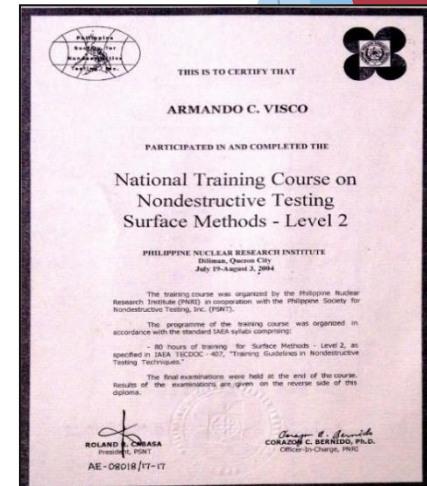 Philippine
Society for
Nondestructive
Testing, Inc.
THIS IS TO CERTIFY THAT
ARMANDO C. VISCO
PARTICIPATED IN AND COMPLETED THE
National Training Course on
Nondestructive Testing
Surface Methods - Level 2
PHILIPPINE NUCLEAR RESEARCH INSTITUTE
Diliman, Quezon City
July 19-August 3, 2004
The training course was organized by the Philippine Nuclear
Research Institute (PNRI) in cooperation with the Philippine Society for
Nondestructive Testing, Inc. (PSNT).
The programme of the training course was organized in
accordance with the standard IAEA syllabi comprising:
- 80 hours of training for Surface Methods - Level 2, as
specified in IAEA TECDOC - 407, "Training Guidelines in Nondestructive
Testing Techniques."
The final examinations were held at the end of the course.
Results of the examinations are given on the reverse side of this
diploma.
ROLAND R. CABASA
President, PSNT
AE-08018/17-17
Corazon C. Bernido
CORAZON C. BERNIDO, Ph.D.
Officer-In-Charge, PNRI